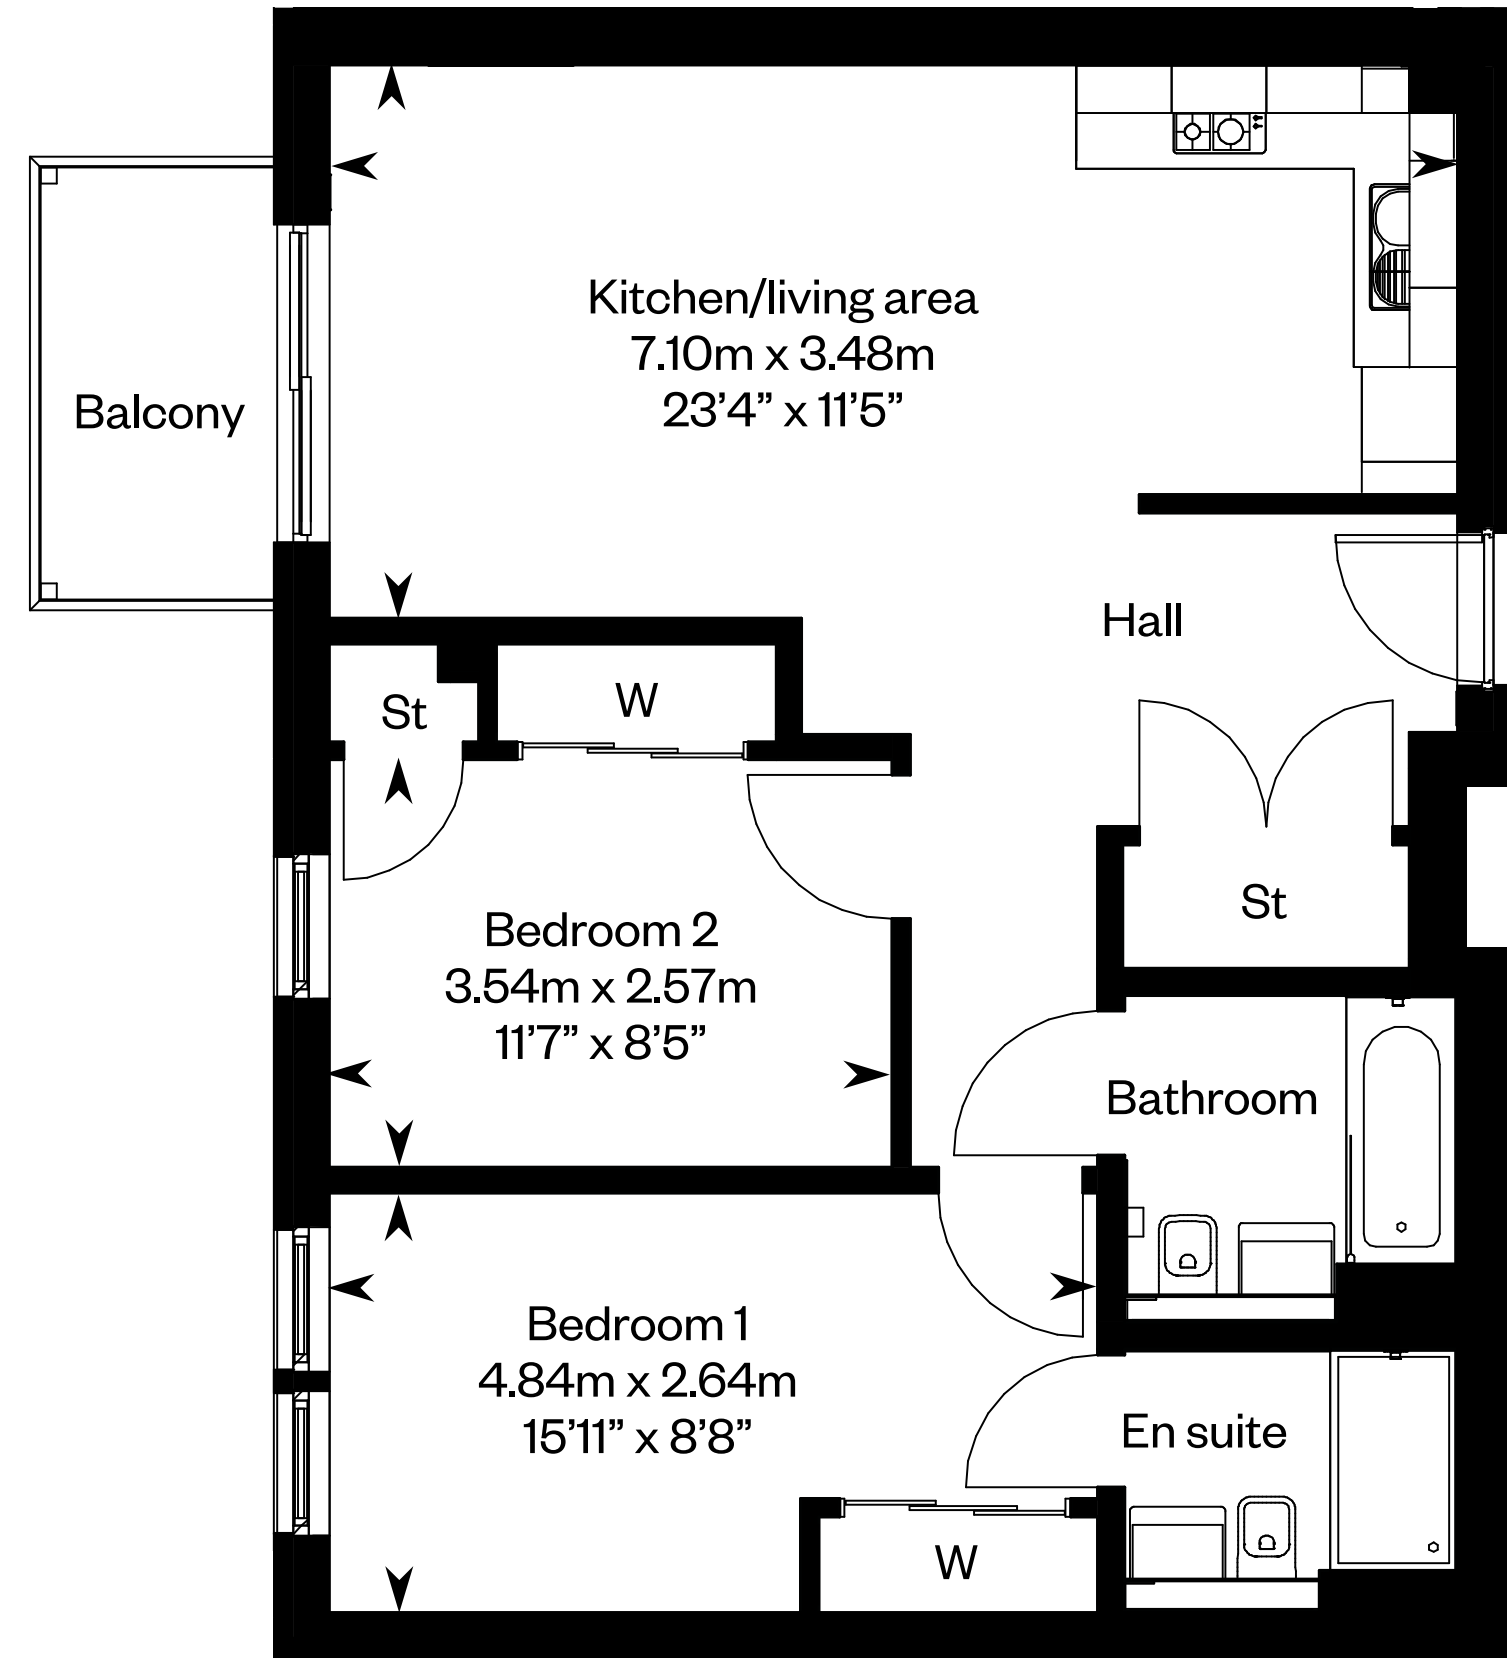 Kitchen/living area
7.10m x 3.48m
23’4” x 11’5”
Balcony
Hall
St
W
St
Bedroom 2
3.54m x 2.57m
11’7” x 8’5”
Bathroom
Bedroom 1
4.84m x 2.64m
15’11” x 8’8”
En suite
W